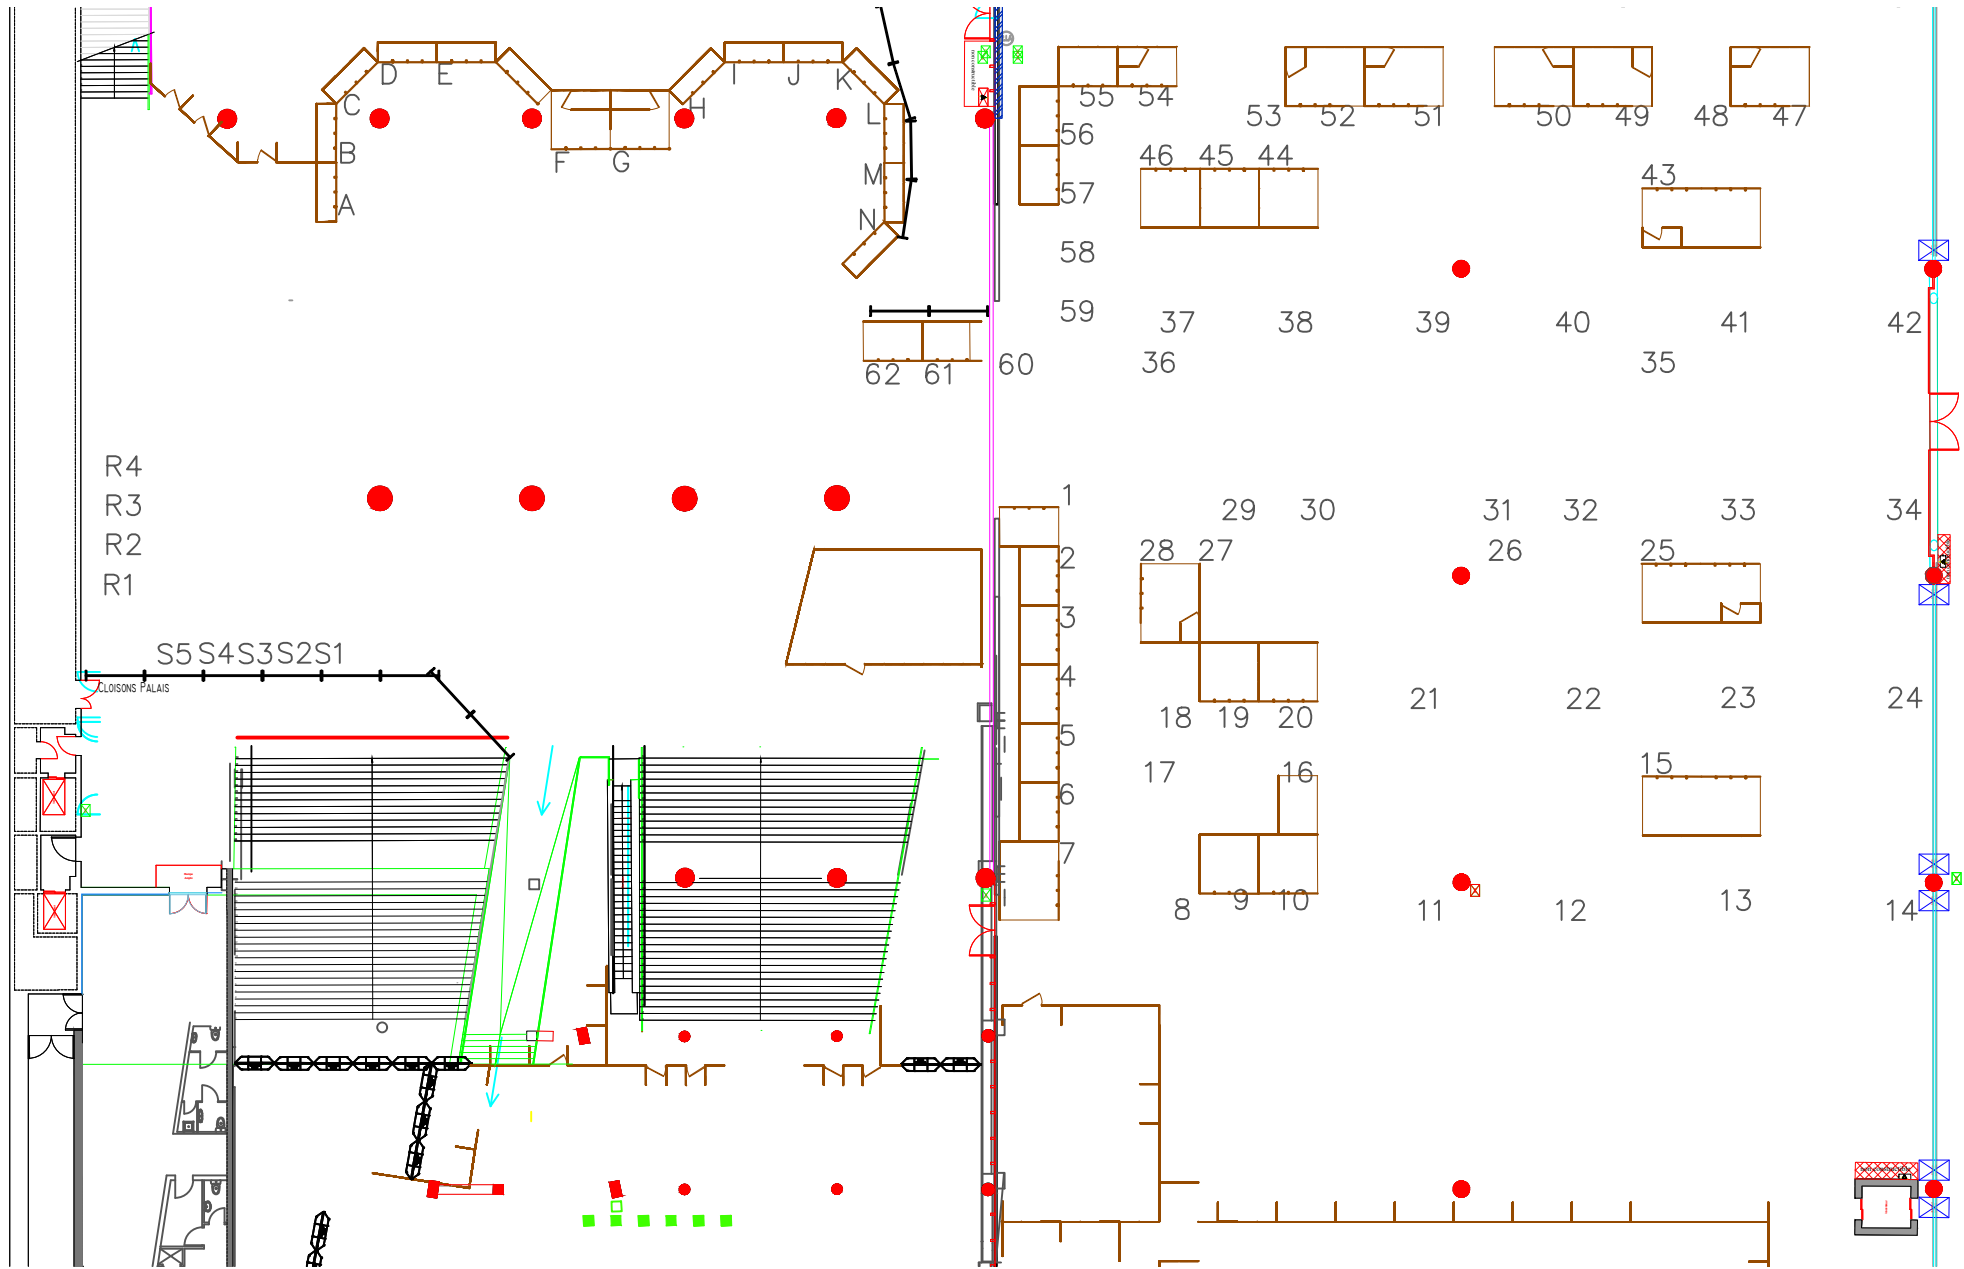 A
D E I J K
C H L
B F G M
A N
55 54
53 52 51 50 49 48 47
56
46 45 44
57 43
58
59 37 38 39 40 41 42
62 61 60 36 35
R4
R3
R2
R1
1 29 30 31 32 33 34
2 28 27 26 25
3
S5 S4 S3 S2 S1
CLOISONS PALAIS
4 21 22 23 24
18 19 20
5
17 16 15
6
7
8 9 10 11 12 13 14